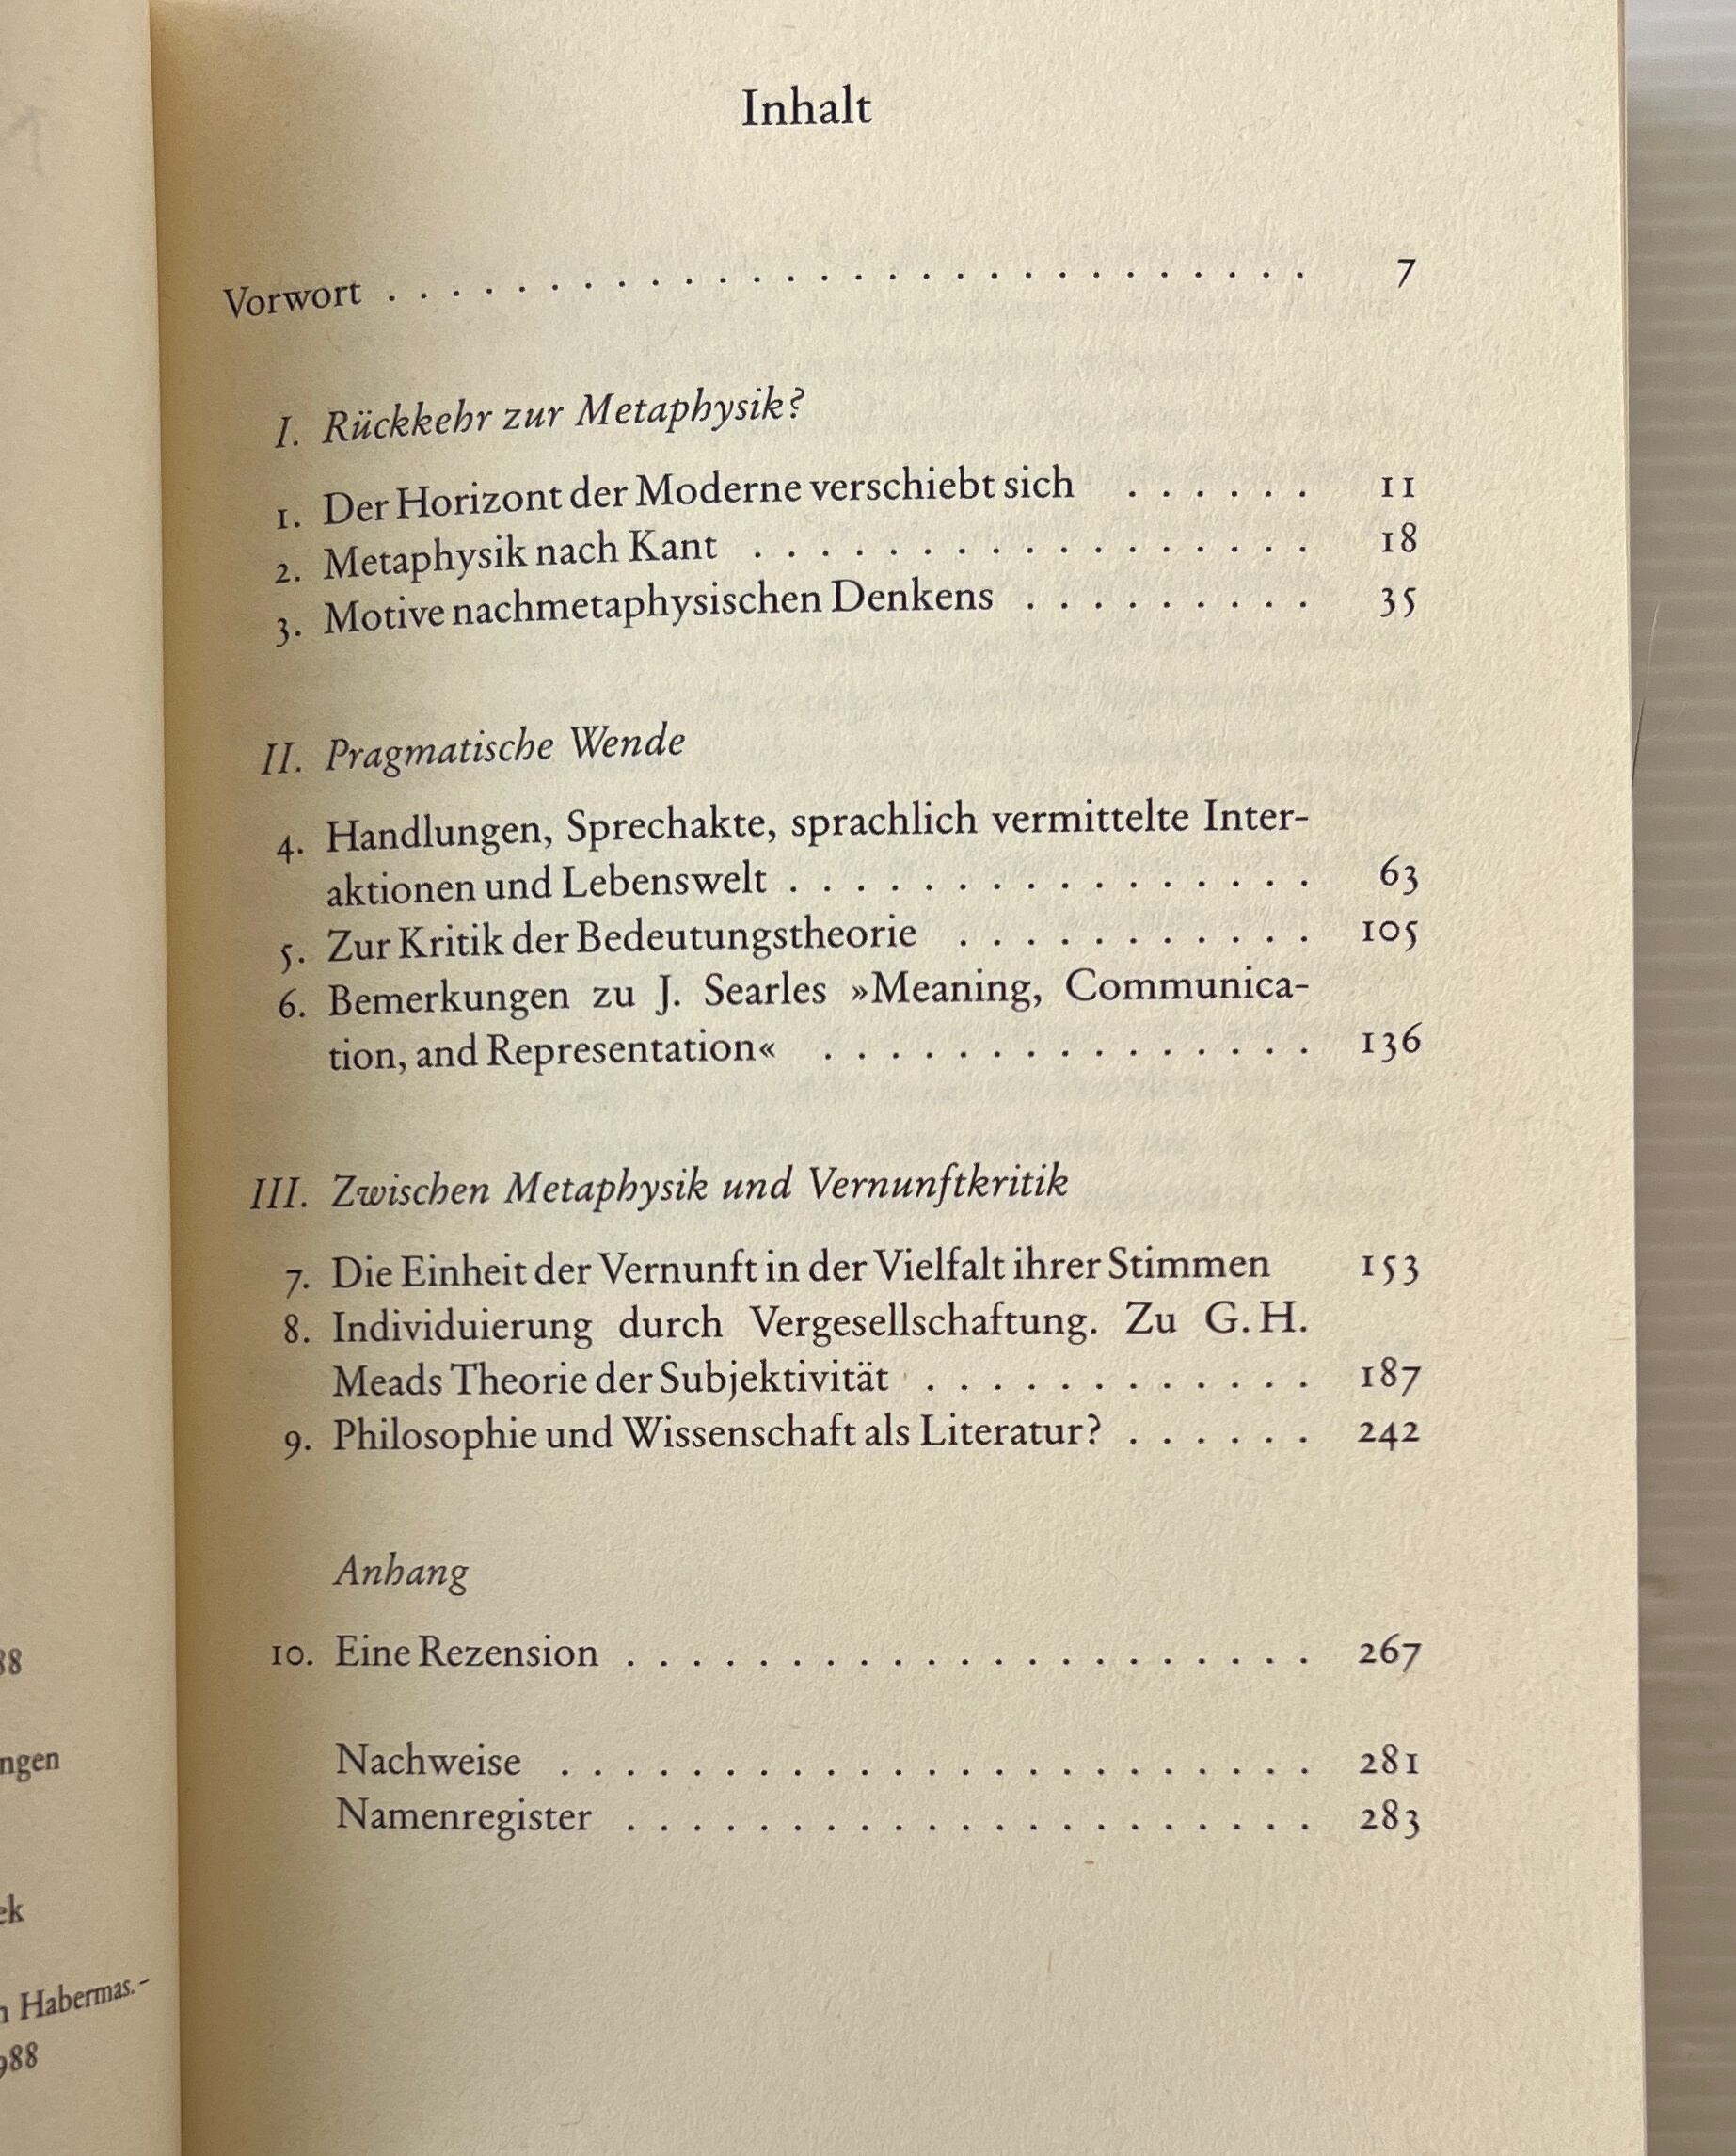 Inhalt
Vorwort . . . . . . . . . . . . . . . . . . . . . . . . . . . . 7
I. Rückkehr zur Metaphysik?
1. Der Horizont der Moderne verschiebt sich . . . . . . 11
2. Metaphysik nach Kant . . . . . . . . . . . . . . . . . 18
3. Motive nachmetaphysischen Denkens . . . . . . . . . 35
II. Pragmatische Wende
4. Handlungen, Sprechakte, sprachlich vermittelte Inter-
aktionen und Lebenswelt . . . . . . . . . . . . . . . . 63
5. Zur Kritik der Bedeutungstheorie . . . . . . . . . . . 105
6. Bemerkungen zu J. Searles »Meaning, Communica-
tion, and Representation« . . . . . . . . . . . . . . . 136
III. Zwischen Metaphysik und Vernunftkritik
7. Die Einheit der Vernunft in der Vielfalt ihrer Stimmen 153
8. Individuierung durch Vergesellschaftung. Zu G. H.
Meads Theorie der Subjektivität . . . . . . . . . . . . 187
9. Philosophie und Wissenschaft als Literatur? . . . . . . 242
Anhang
10. Eine Rezension . . . . . . . . . . . . . . . . . . . . . 267
Nachweise . . . . . . . . . . . . . . . . . . . . . . . 281
Namenregister . . . . . . . . . . . . . . . . . . . . . 283
88
ngen
ek
Habermas.–
988